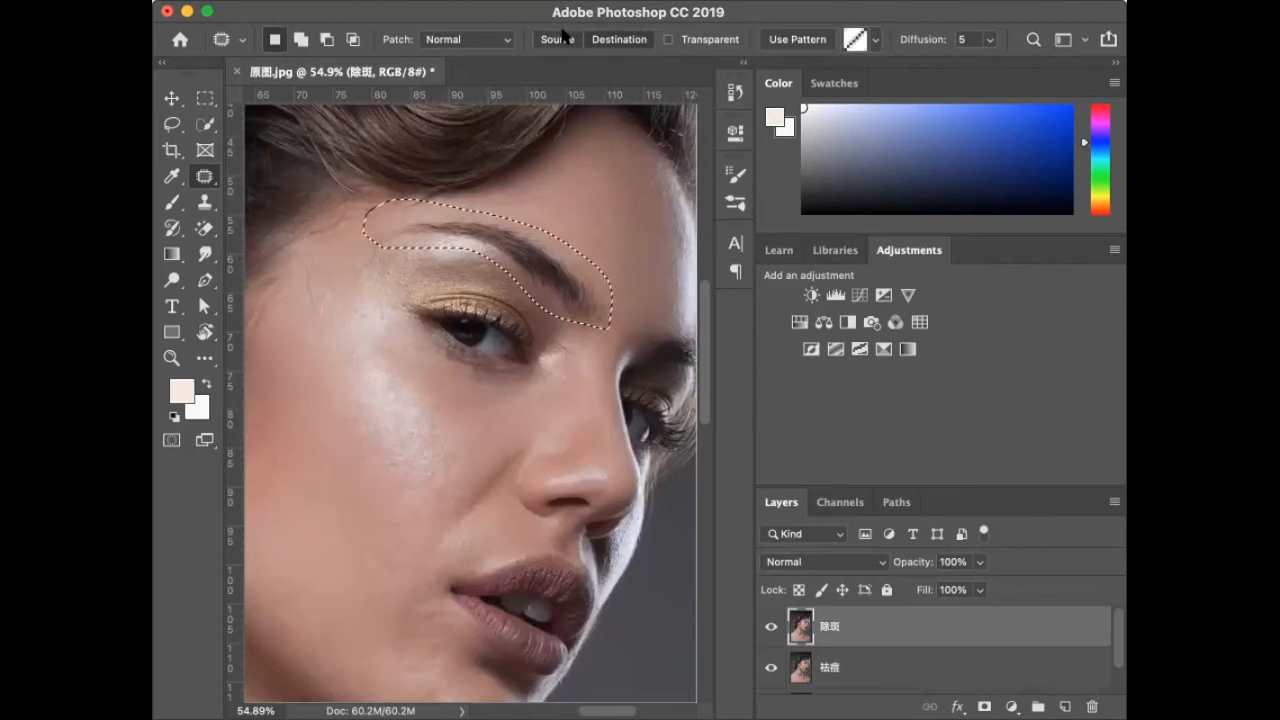 Adobe Photoshop CC 2019
Patch: Normal Source Destination Transparent Use Pattern Diffusion: 5
原图.jpg @ 54.9% (除斑, RGB/8#) *
65 70 75 80 85 90 95 100 105 110 115
Color Swatches
Learn Libraries Adjustments
Add an adjustment
Layers Channels Paths
Kind
Normal Opacity: 100%
Lock: Fill: 100%
除斑
祛痘
54.89% Doc: 60.2M/60.2M